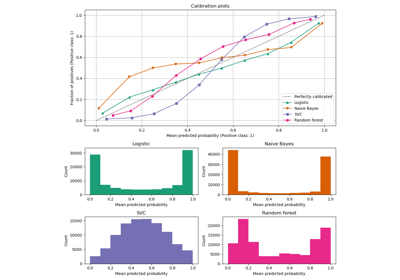 Calibration plots
1.0
0.8
0.6
0.4
0.2
0.0
Fraction of positives (Positive class: 1)
Perfectly calibrated
Logistic
Naive Bayes
SVC
Random forest
0.0 0.2 0.4 0.6 0.8 1.0
Mean predicted probability (Positive class: 1)
Logistic
30000
20000
10000
0
Count
0.0 0.2 0.4 0.6 0.8 1.0
Mean predicted probability
Naive Bayes
40000
30000
20000
10000
0
Count
0.0 0.2 0.4 0.6 0.8 1.0
Mean predicted probability
SVC
15000
10000
5000
0
Count
0.0 0.2 0.4 0.6 0.8 1.0
Mean predicted probability
Random forest
20000
15000
10000
5000
0
Count
0.0 0.2 0.4 0.6 0.8 1.0
Mean predicted probability